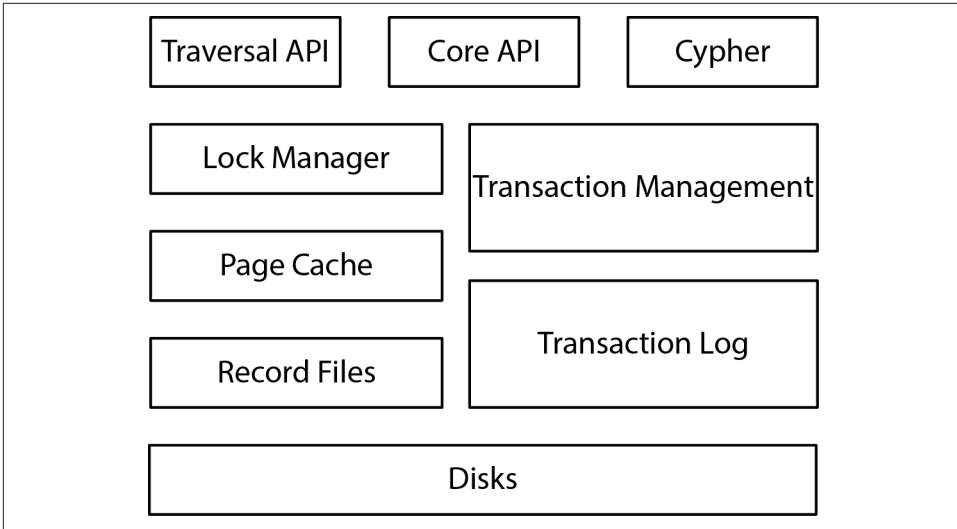 Traversal API
Core API
Cypher
Lock Manager
Transaction Management
Page Cache
Transaction Log
Record Files
Disks